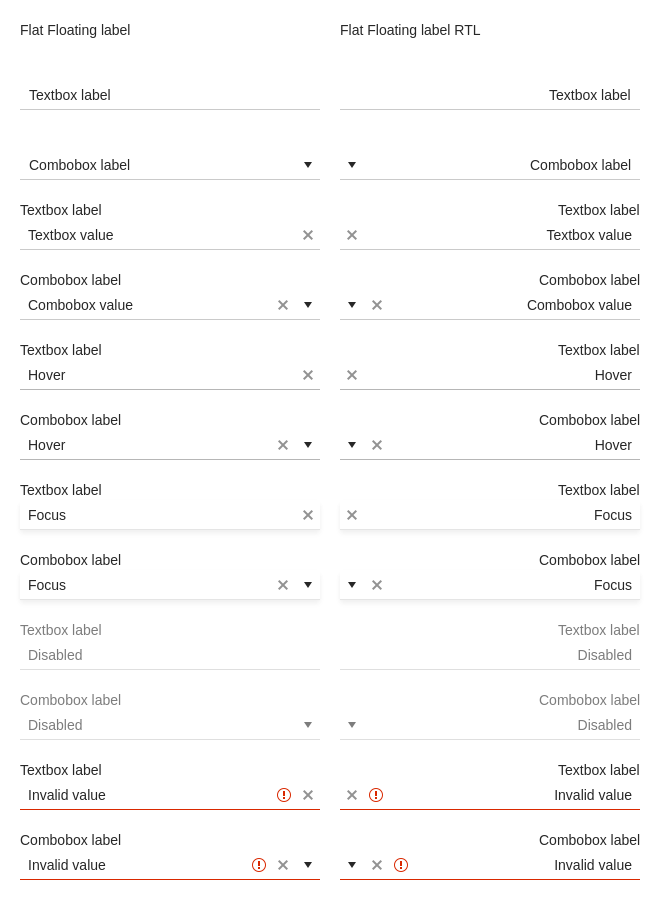 Flat Floating label
Flat Floating label RTL
Textbox label
Textbox label
Combobox label
Combobox label
Textbox label
Textbox label
Textbox value
Textbox value
Combobox label
Combobox label
Combobox value
Combobox value
Textbox label
Textbox label
Hover
Hover
Combobox label
Combobox label
Hover
Hover
Textbox label
Textbox label
Focus
Focus
Combobox label
Combobox label
Focus
Focus
Textbox label
Textbox label
Disabled
Disabled
Combobox label
Combobox label
Disabled
Disabled
Textbox label
Textbox label
Invalid value
Invalid value
Combobox label
Combobox label
Invalid value
Invalid value